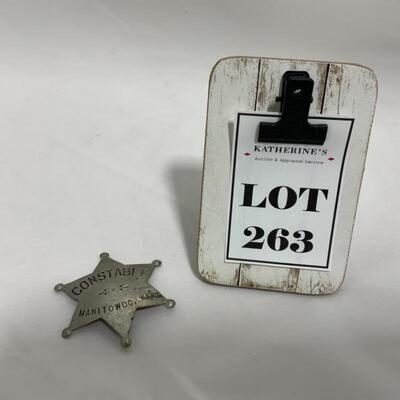 KATHERINE'S
Auction & Appraisal Service
LOT
263
CONSTABLE
MANITOWOC,